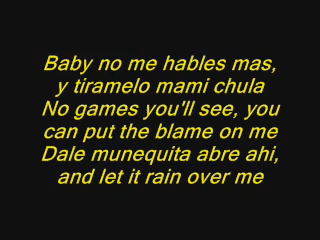 Baby no me hables mas,
y tiramelo mami chula
No games you'll see, you
can put the blame on me
Dale munequita abre ahi,
and let it rain over me